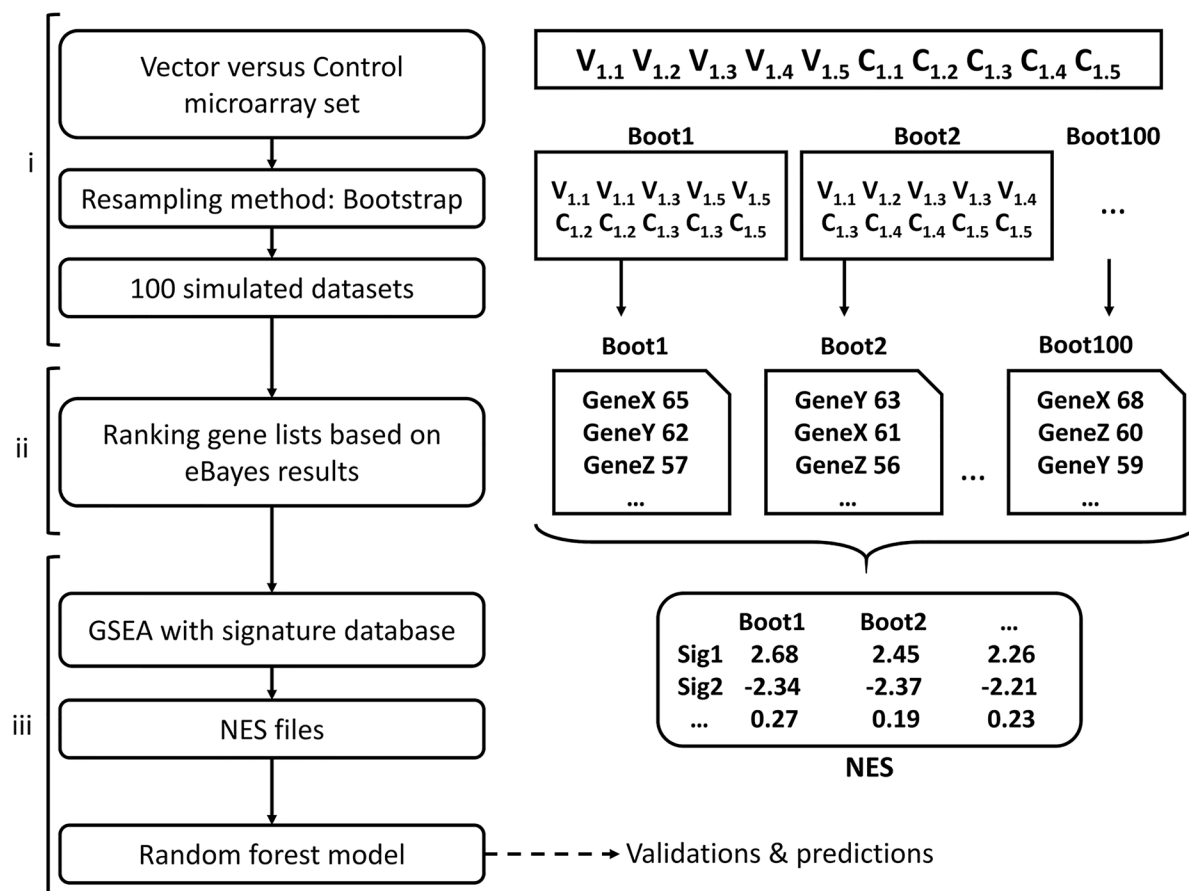 i
Vector versus Control
microarray set
Resampling method: Bootstrap
100 simulated datasets
V1.1 V1.2 V1.3 V1.4 V1.5 C1.1 C1.2 C1.3 C1.4 C1.5
Boot1 Boot2 Boot100
V1.1 V1.1 V1.3 V1.5 V1.5
C1.2 C1.2 C1.3 C1.3 C1.5
V1.1 V1.2 V1.3 V1.3 V1.4
C1.3 C1.4 C1.4 C1.5 C1.5
...
ii
Ranking gene lists based on
eBayes results
Boot1
GeneX 65
GeneY 62
GeneZ 57
...
Boot2
GeneY 63
GeneX 61
GeneZ 56
...
...
Boot100
GeneX 68
GeneZ 60
GeneY 59
...
iii
GSEA with signature database
NES files
Random forest model
Validations & predictions
Boot1 Boot2 ...
Sig1 2.68 2.45 2.26
Sig2 -2.34 -2.37 -2.21
... 0.27 0.19 0.23
NES